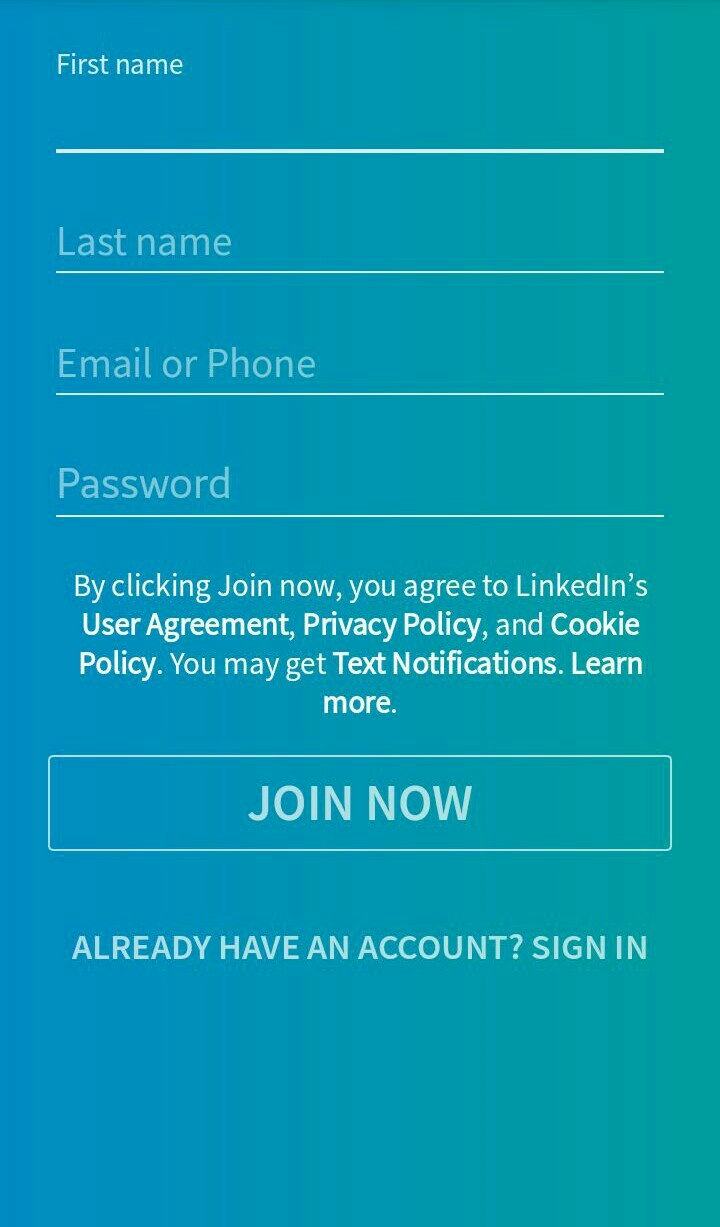 First name
Last name
Email or Phone
Password
By clicking Join now, you agree to LinkedIn’s
User Agreement, Privacy Policy, and Cookie
Policy. You may get Text Notifications. Learn
more.
JOIN NOW
ALREADY HAVE AN ACCOUNT? SIGN IN